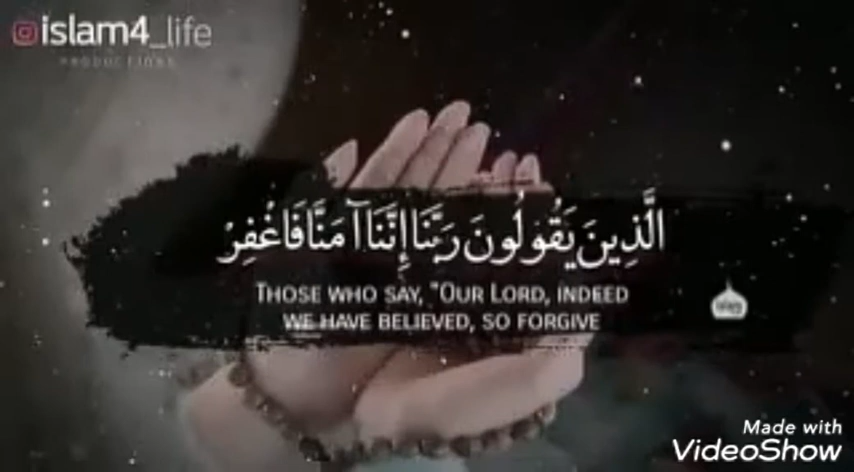 islam4_life
PRODUCTIONS
الَّذِينَ يَقُولُونَ رَبَّنَا إِنَّنَا آمَنَّا فَاغْفِرْ
THOSE WHO SAY, "OUR LORD, INDEED
WE HAVE BELIEVED, SO FORGIVE
Made with
VideoShow